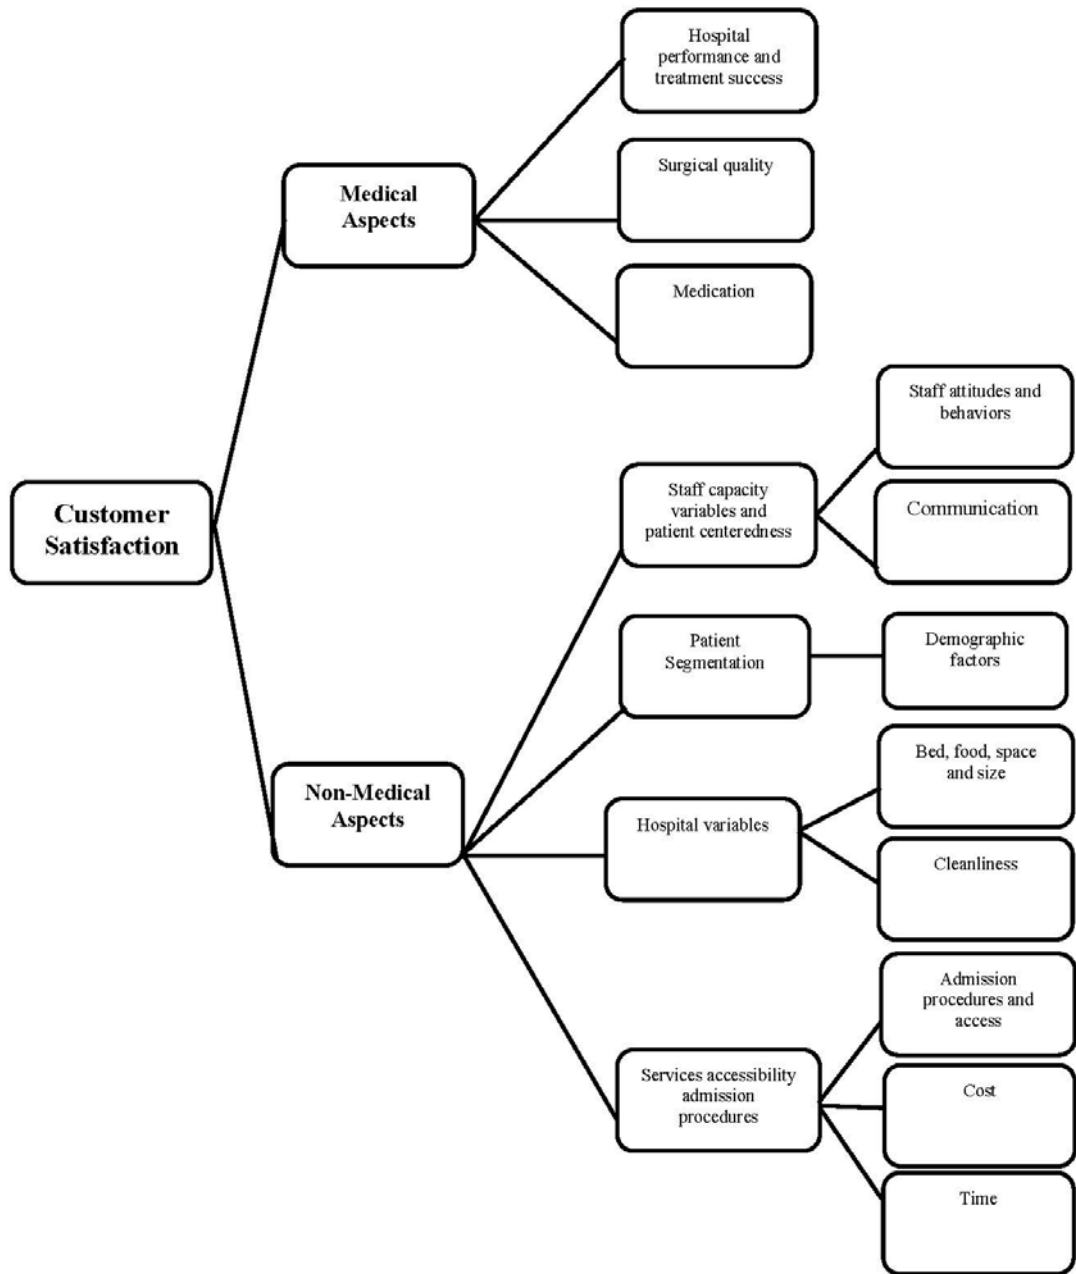 Hospital
performance and
treatment success
Surgical quality
Medication
Medical
Aspects
Customer
Satisfaction
Non-Medical
Aspects
Staff capacity
variables and
patient centeredness
Staff attitudes and
behaviors
Communication
Patient
Segmentation
Demographic
factors
Hospital variables
Bed, food, space
and size
Cleanliness
Services accessibility
admission
procedures
Admission
procedures and
access
Cost
Time